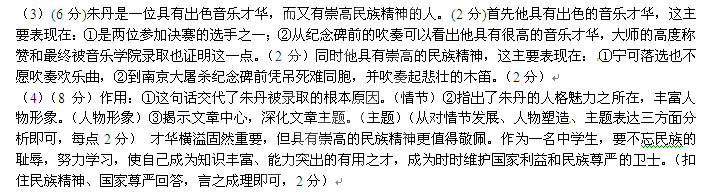 （3）(6 分)朱丹是一位具有出色音乐才华，而又有崇高民族精神的人。(2 分)首先他具有出色的音乐才华，这主
要表现在：①是两位参加决赛的选手之一；②从纪念碑前的吹奏可以看出他具有很高的音乐才华，大师的高度称
赞和最终被音乐学院录取也证明这一点。（2 分）同时他具有崇高的民族精神，这主要表现在：①宁可落选也不
愿吹奏欢乐曲，②到南京大屠杀纪念碑前凭吊死难同胞，并吹奏起悲壮的木笛。（2 分）
（4）（8 分）作用：①这句话交代了朱丹被录取的根本原因。（情节）②指出了朱丹的人格魅力之所在，丰富人
物形象。（人物形象）③揭示文章中心，深化文章主题。（主题）（从对情节发展、人物塑造、主题表达三方面分
析即可，每点 2 分） 才华横溢固然重要，但具有崇高的民族精神更值得敬佩。作为一名中学生，要不忘民族的
耻辱，努力学习，使自己成为知识丰富、能力突出的有用之才，成为时时维护国家利益和民族尊严的卫士。（扣
住民族精神、国家尊严回答，言之成理即可，2 分）